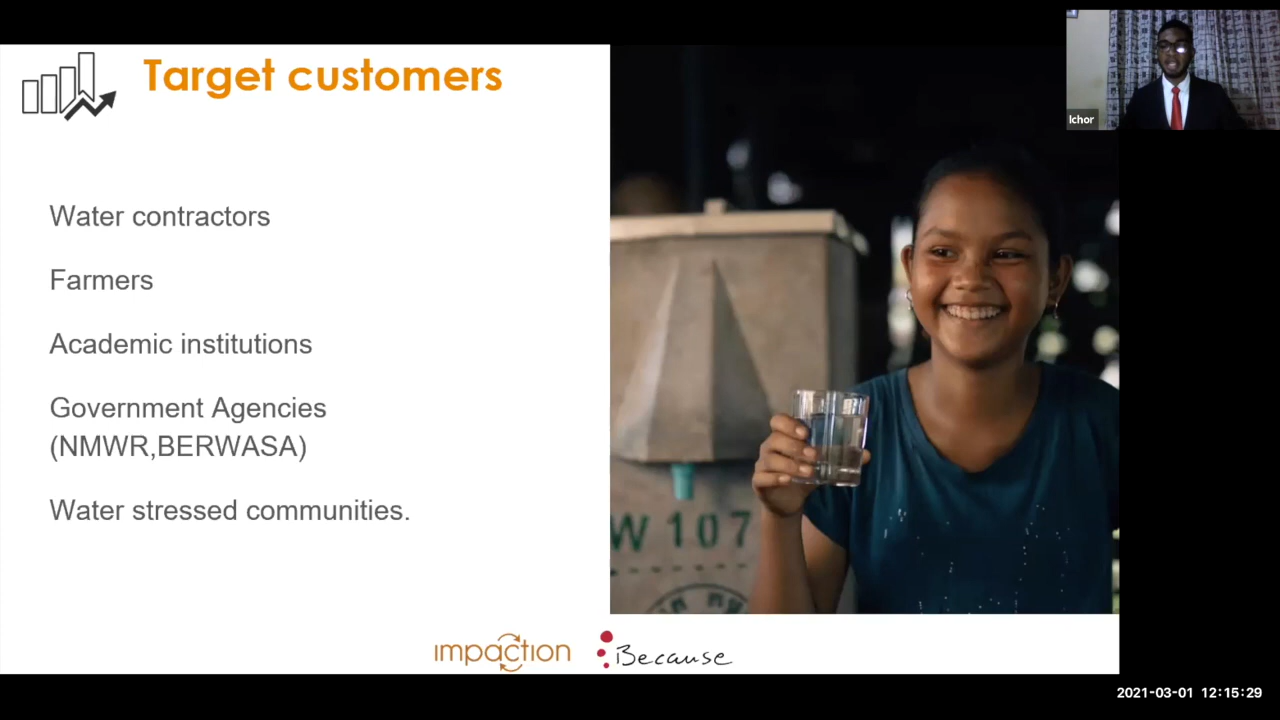 Target customers
Ichor
Water contractors
Farmers
Academic institutions
Government Agencies
(NMWR,BERWASA)
Water stressed communities.
W 107
impaction
Because
2021-03-01 12:15:29